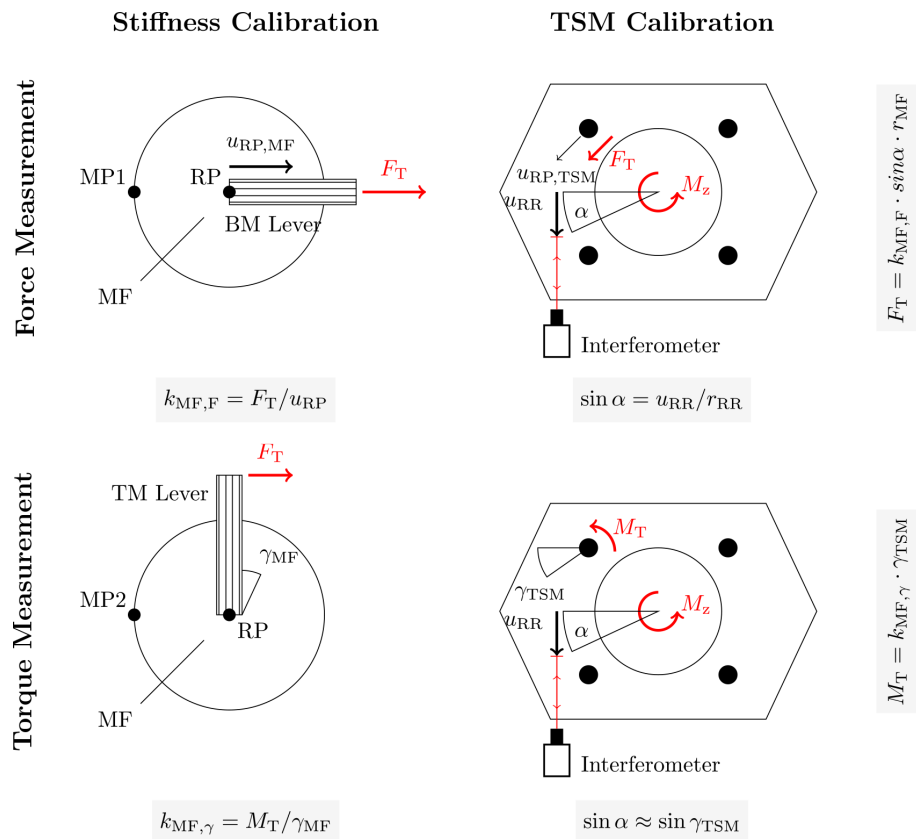 Stiffness Calibration
TSM Calibration
Force Measurement
u_RP,MF
F_T
MP1
RP
BM Lever
MF
k_MF,F = F_T/u_RP
F_T
u_RP,TSM
u_RR
α
M_z
Interferometer
sin α = u_RR/r_RR
F_T = k_MF,F · sinα · r_MF
Torque Measurement
F_T
TM Lever
γ_MF
MP2
RP
MF
k_MF,γ = M_T/γ_MF
M_T
γ_TSM
u_RR
α
M_z
Interferometer
sin α ≈ sin γ_TSM
M_T = k_MF,γ · γ_TSM